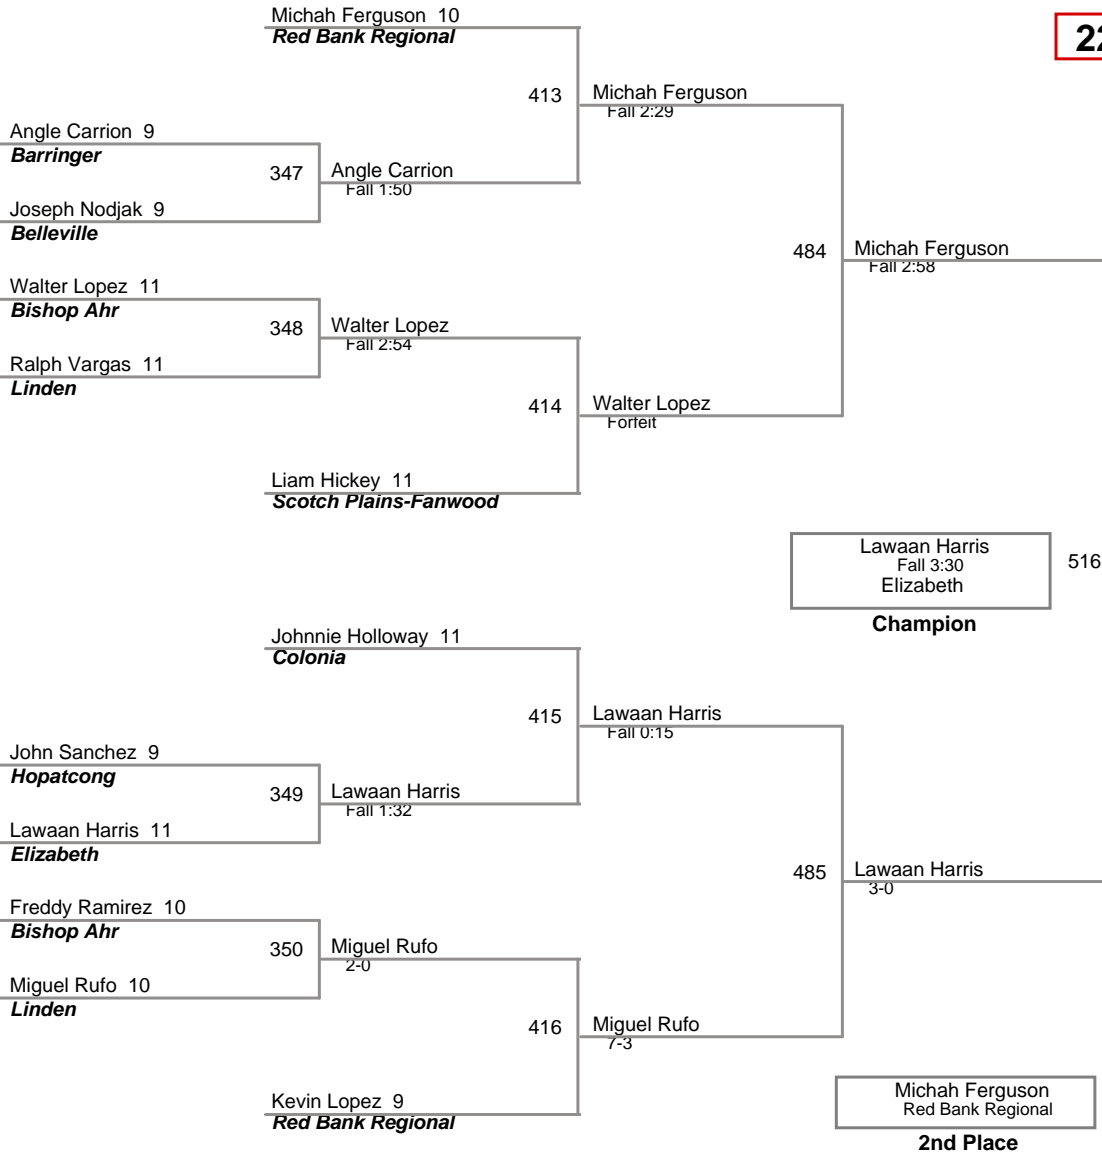 Michah Ferguson 10
Red Bank Regional
22
413
Michah Ferguson
Fall 2:29
Angle Carrion 9
Barringer
347
Angle Carrion
Fall 1:50
Joseph Nodjak 9
Belleville
484
Michah Ferguson
Fall 2:58
Walter Lopez 11
Bishop Ahr
348
Walter Lopez
Fall 2:54
Ralph Vargas 11
Linden
414
Walter Lopez
Forfeit
Liam Hickey 11
Scotch Plains-Fanwood
Lawaan Harris
Fall 3:30
Elizabeth
516
Champion
Johnnie Holloway 11
Colonia
415
Lawaan Harris
Fall 0:15
John Sanchez 9
Hopatcong
349
Lawaan Harris
Fall 1:32
Lawaan Harris 11
Elizabeth
485
Lawaan Harris
3-0
Freddy Ramirez 10
Bishop Ahr
350
Miguel Rufo
2-0
Miguel Rufo 10
Linden
416
Miguel Rufo
7-3
Kevin Lopez 9
Red Bank Regional
Michah Ferguson
Red Bank Regional
2nd Place